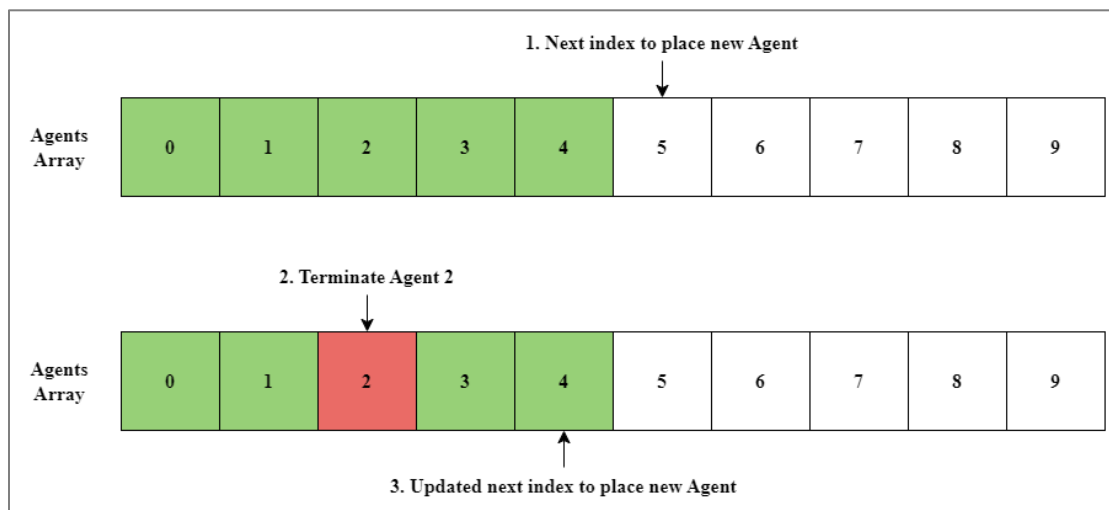 1. Next index to place new Agent
Agents
Array
0 1 2 3 4 5 6 7 8 9
2. Terminate Agent 2
Agents
Array
0 1 2 3 4 5 6 7 8 9
3. Updated next index to place new Agent